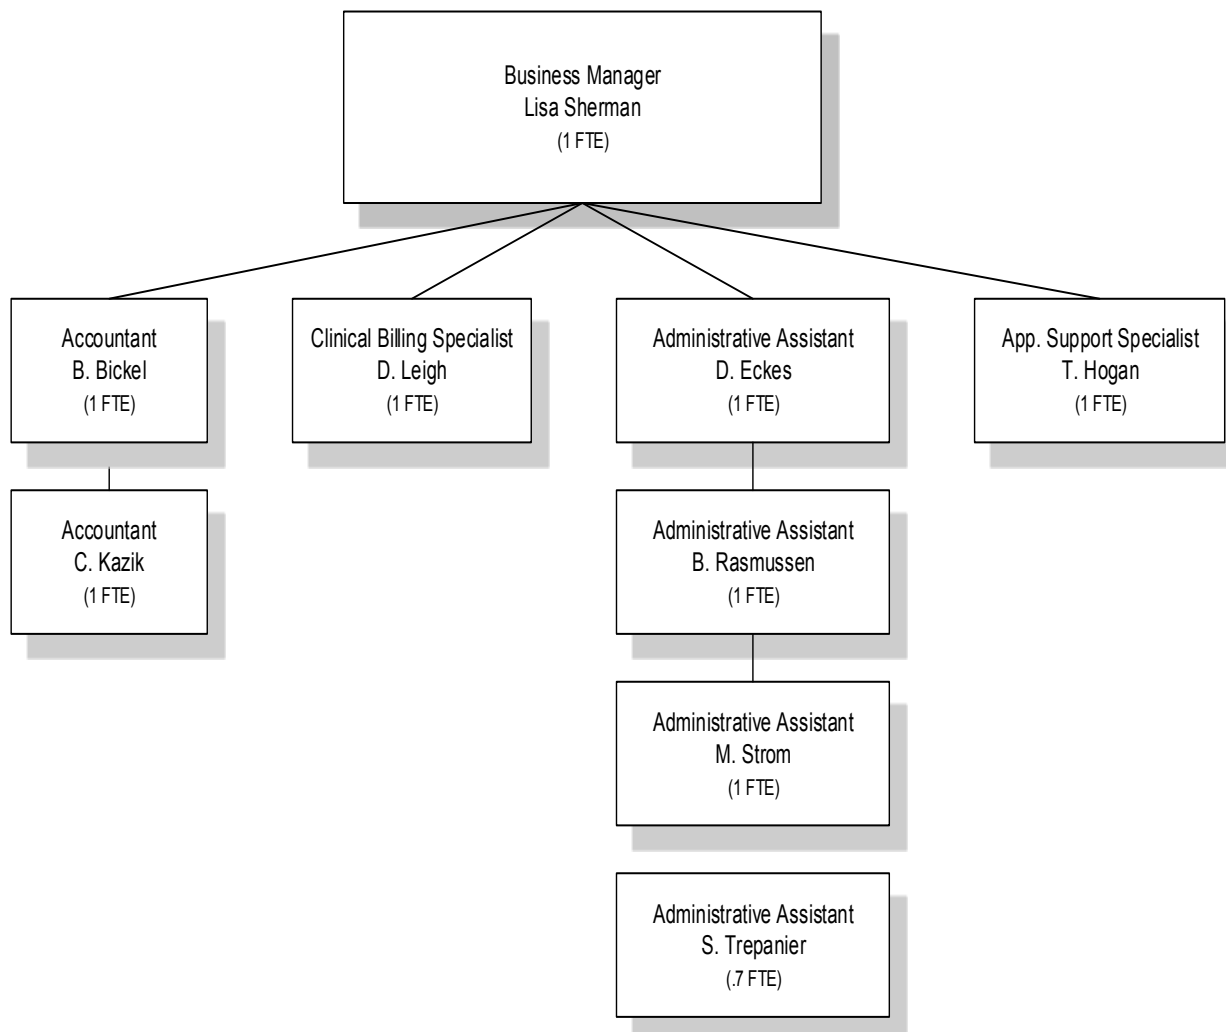 Business Manager
Lisa Sherman
(1 FTE)
Accountant
B. Bickel
(1 FTE)
Clinical Billing Specialist
D. Leigh
(1 FTE)
Administrative Assistant
D. Eckes
(1 FTE)
App. Support Specialist
T. Hogan
(1 FTE)
Accountant
C. Kazik
(1 FTE)
Administrative Assistant
B. Rasmussen
(1 FTE)
Administrative Assistant
M. Strom
(1 FTE)
Administrative Assistant
S. Trepanier
(.7 FTE)